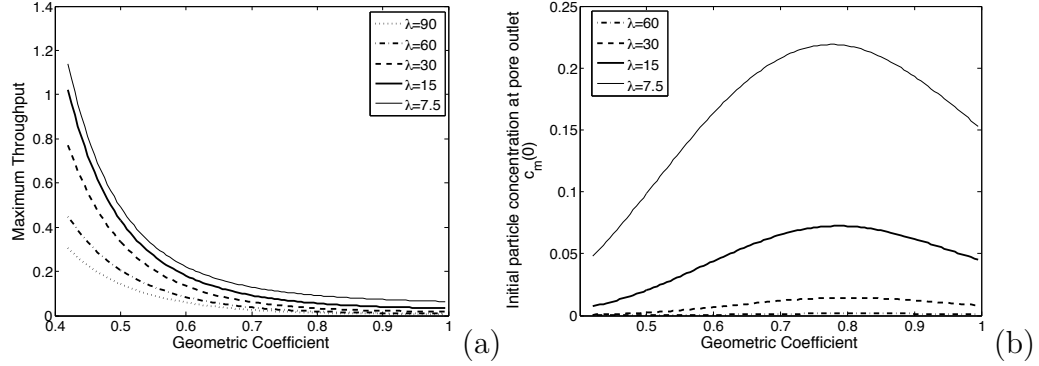 1.4
1.2
1
0.8
0.6
0.4
0.2
0
0.4
0.5
0.6
0.7
0.8
0.9
1
Maximum Throughput
Geometric Coefficient
λ=90
λ=60
λ=30
λ=15
λ=7.5
(a)
0.25
0.2
0.15
0.1
0.05
0
0.5
0.6
0.7
0.8
0.9
1
Initial particle concentration at pore outlet
c_m(0)
Geometric Coefficient
λ=60
λ=30
λ=15
λ=7.5
(b)